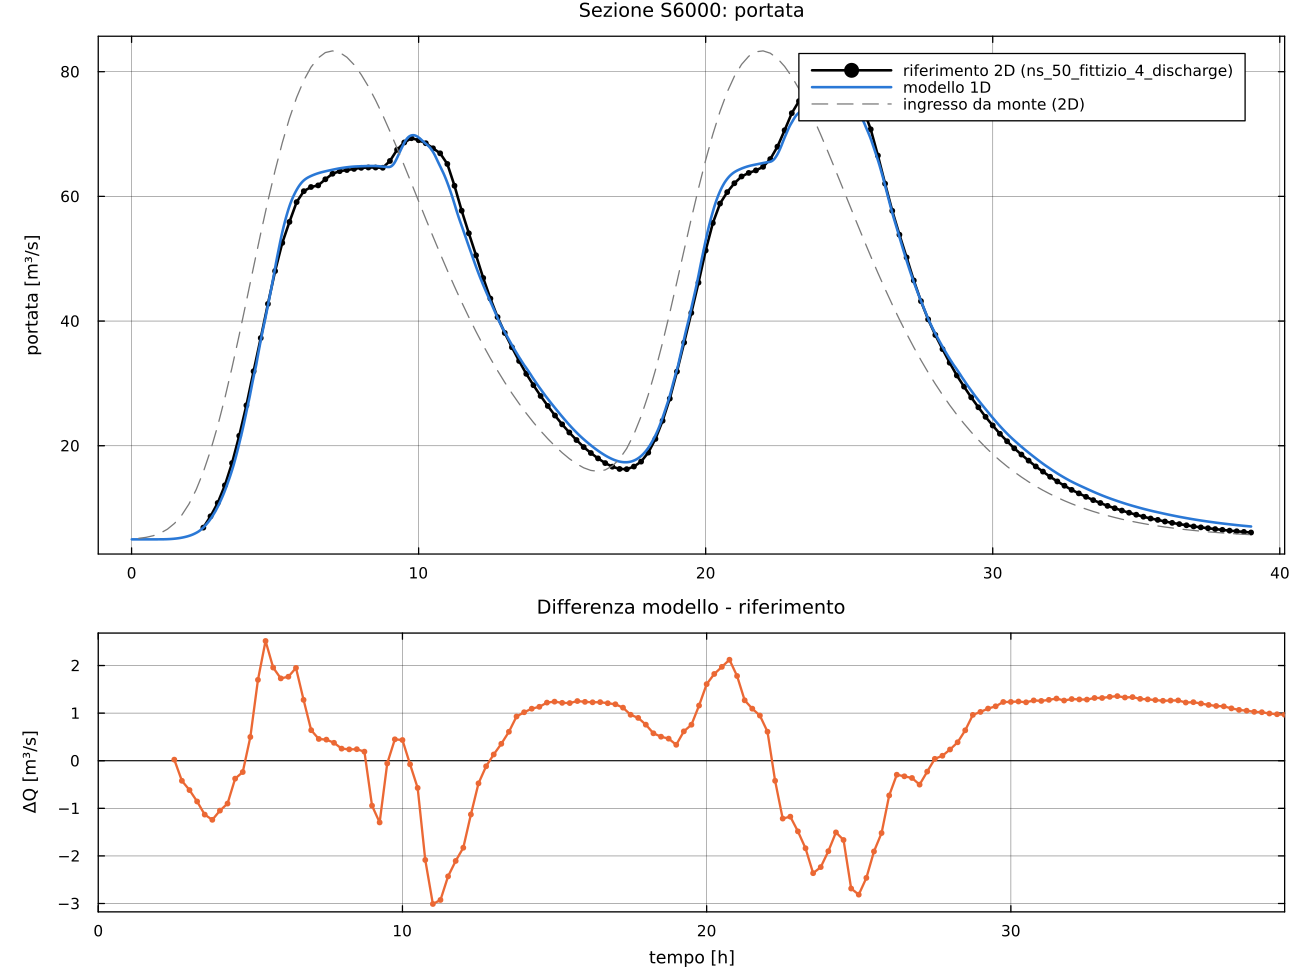 Sezione S6000: portata
portata [m³/s]
80
60
40
20
riferimento 2D (ns_50_fittizio_4_discharge)
modello 1D
ingresso da monte (2D)
0 10 20 30 40
Differenza modello - riferimento
ΔQ [m³/s]
2
1
0
−1
−2
−3
0 10 20 30
tempo [h]